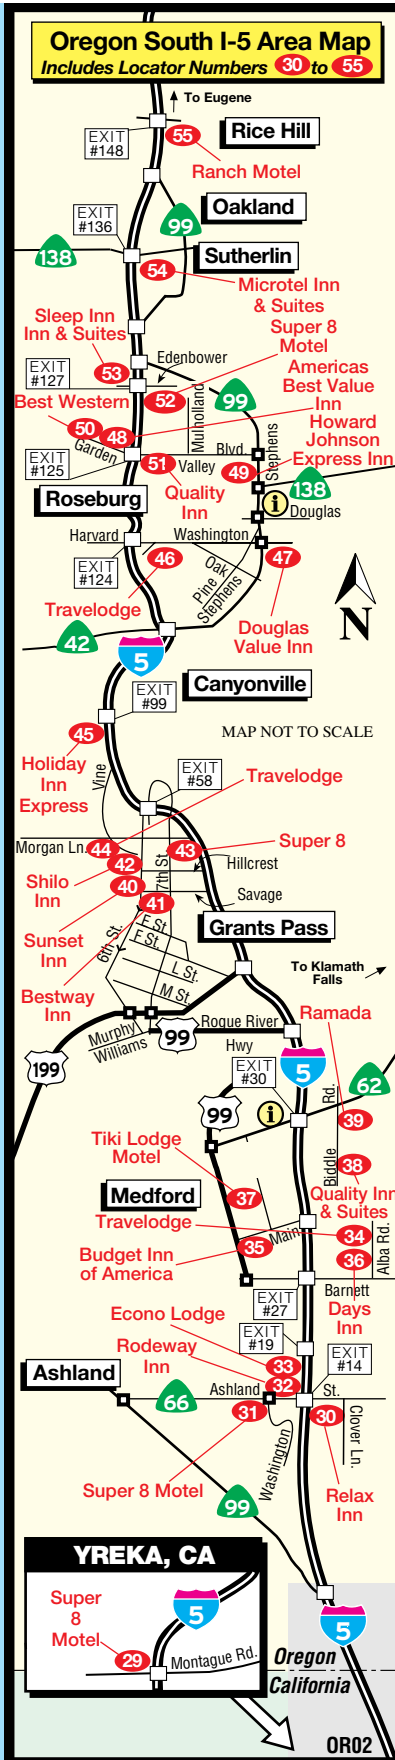 Oregon South I-5 Area Map
Includes Locator Numbers 30 to 55
To Eugene
EXIT
#148
55
Rice Hill
Ranch Motel
Oakland
99
EXIT
#136
138
Sutherlin
54
Microtel Inn
& Suites
Sleep Inn
Inn & Suites
53
Super 8
Motel
Edenbower
EXIT
#127
52
Mulholland
99
Americas
Best Value
Inn
Best Western
50
48
Garden
Howard
Johnson
Express Inn
Stephens
EXIT
#125
51
Valley
Blvd.
49
Quality
Inn
138
Roseburg
Douglas
Harvard
Washington
EXIT
#124
46
Oak
Pine
Stephens
47
Travelodge
Douglas
Value Inn
N
42
5
Canyonville
EXIT
#99
45
MAP NOT TO SCALE
Holiday
Inn
Express
Vine
EXIT
#58
Travelodge
Morgan Ln.
44
43
Super 8
42
7th St.
Hillcrest
Shilo
Inn
40
Savage
41
Sunset
Inn
6th St.
E St.
F St.
Grants Pass
Bestway
Inn
L St.
M St.
To Klamath
Falls
Murphy
Williams
99
Rogue River
Hwy
Ramada
199
EXIT
#30
5
Rd.
62
99
39
Tiki Lodge
Motel
38
Biddle
37
Medford
Quality Inn
& Suites
Travelodge
Main
34
35
36
Alba Rd.
Budget Inn
of America
EXIT
#27
Barnett
Days
Inn
Econo Lodge
EXIT
#19
Rodeway
Inn
33
EXIT
#14
32
Ashland
66
Ashland
St.
31
30
Clover Ln.
Washington
Super 8 Motel
Relax
Inn
99
YREKA, CA
Super
8
Motel
5
29
Montague Rd.
5
Oregon
California
OR02